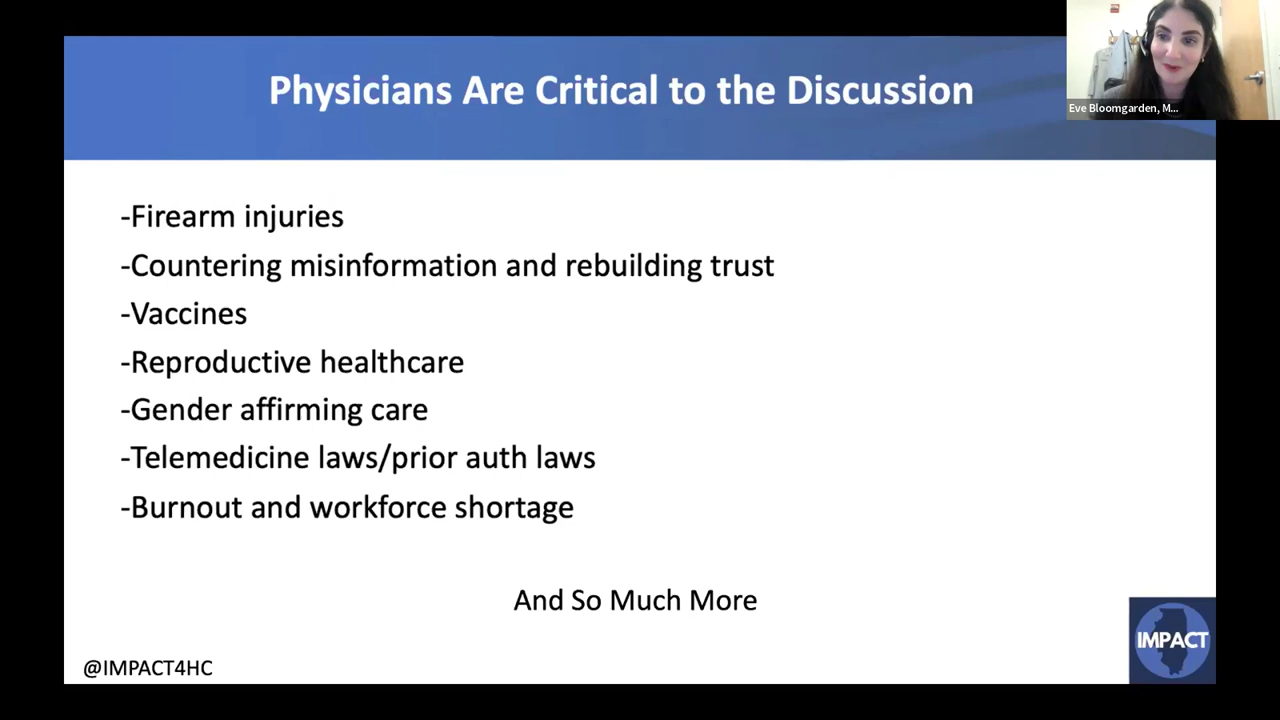 Physicians Are Critical to the Discussion
Eve Bloomgarden, M...
-Firearm injuries
-Countering misinformation and rebuilding trust
-Vaccines
-Reproductive healthcare
-Gender affirming care
-Telemedicine laws/prior auth laws
-Burnout and workforce shortage
And So Much More
IMPACT
@IMPACT4HC